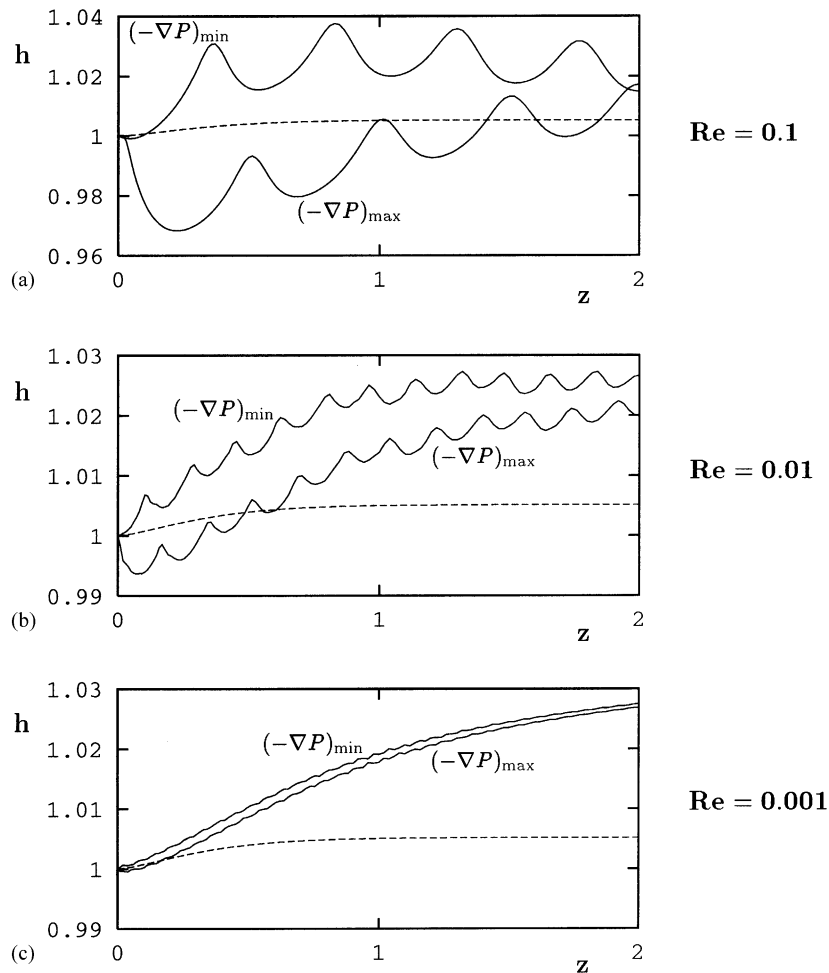 1.04
h
1.02
1
0.98
0.96
(−∇P)min
(−∇P)max
Re = 0.1
(a)
0
1
2
z
1.03
h
1.02
1.01
1
0.99
(−∇P)min
(−∇P)max
Re = 0.01
(b)
0
1
2
z
1.03
h
1.02
1.01
1
0.99
(−∇P)min
(−∇P)max
Re = 0.001
(c)
0
1
2
z